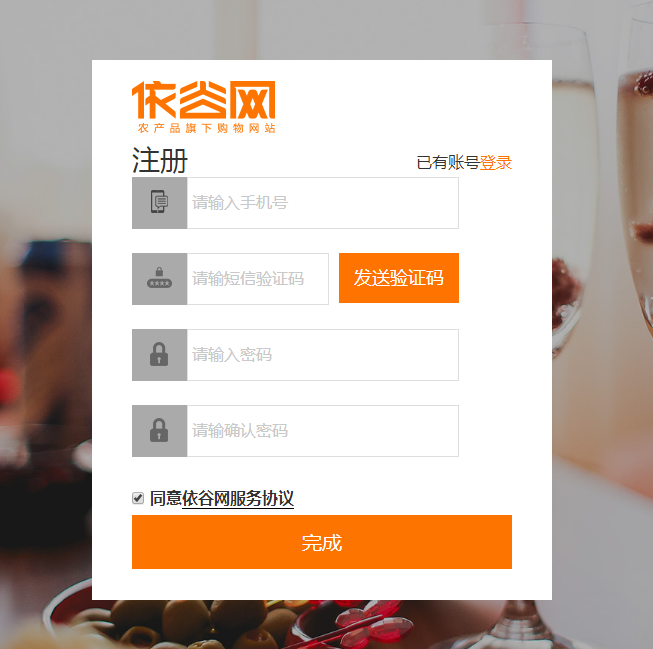 依谷网
农产品旗下购物网站
注册
已有账号登录
请输入手机号
请输短信验证码
发送验证码
请输入密码
请输确认密码
同意依谷网服务协议
完成